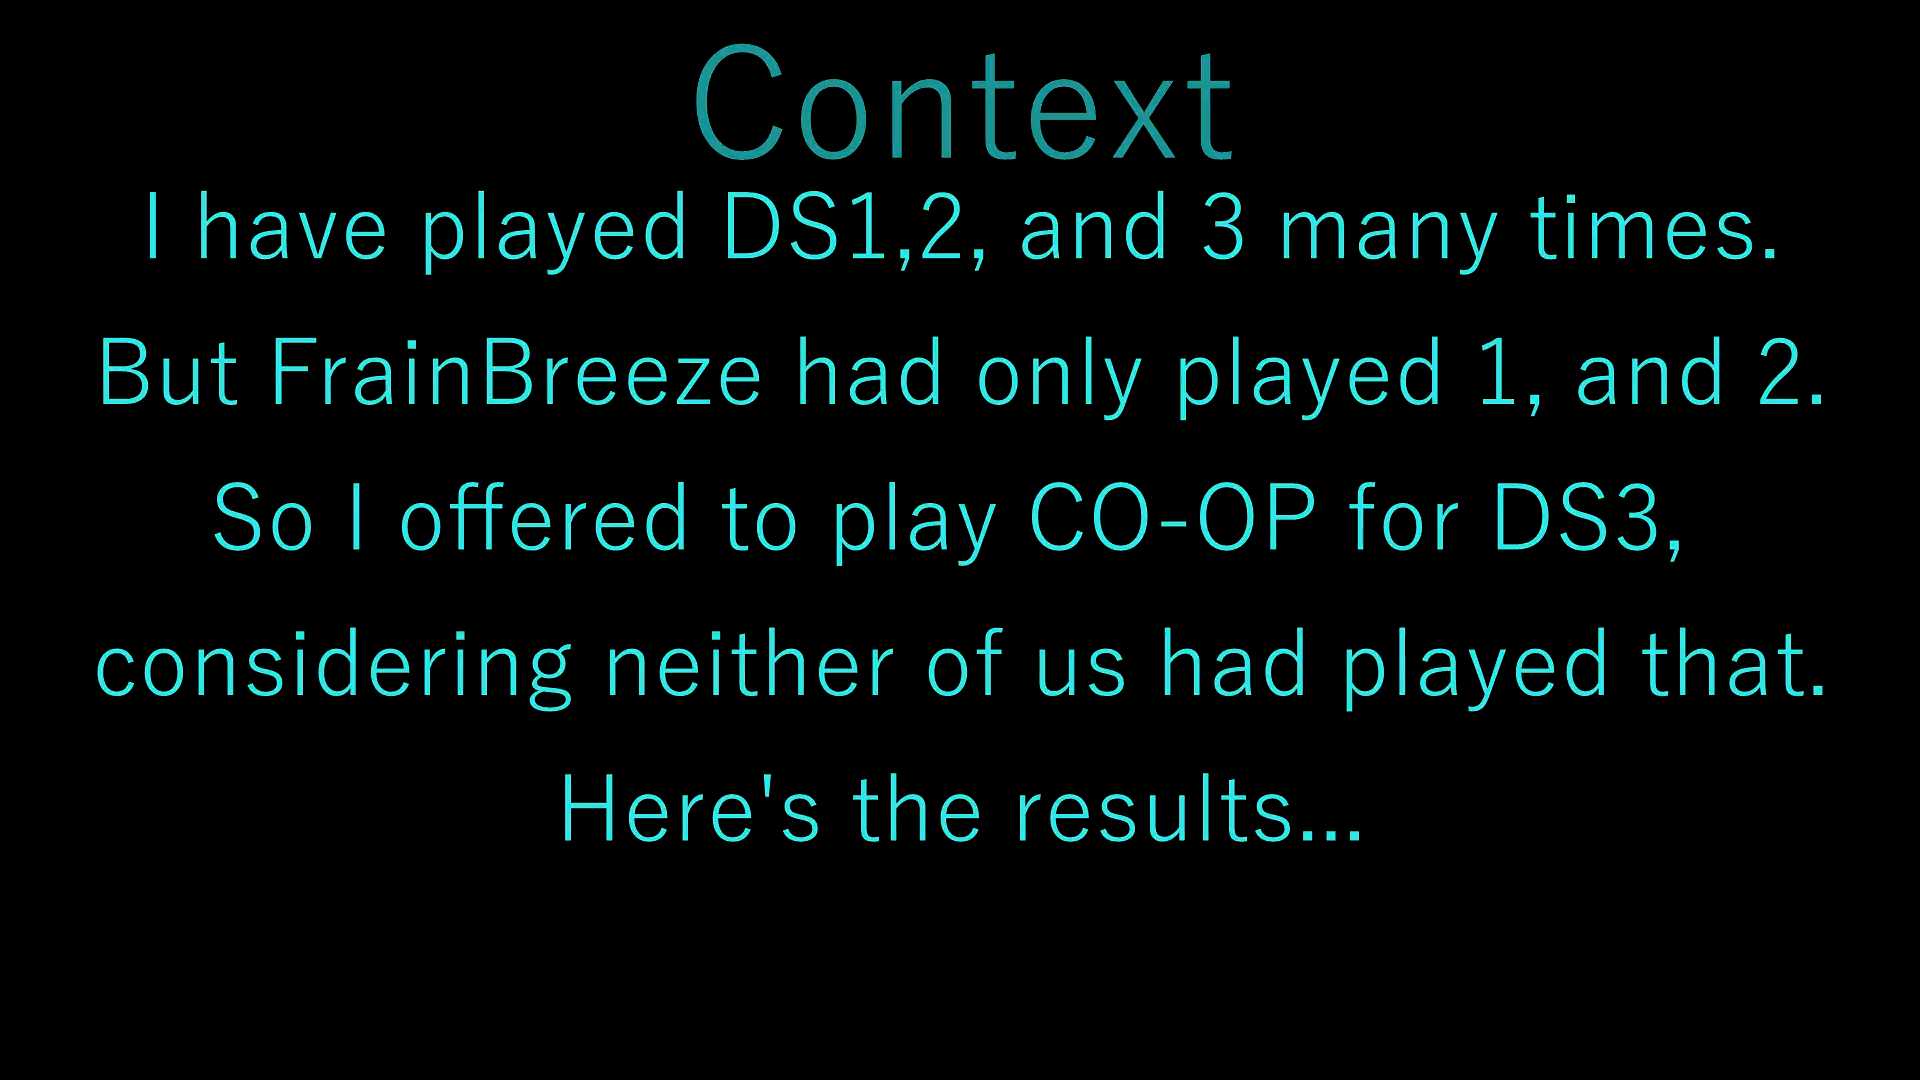 Context
I have played DS1,2, and 3 many times.
But FrainBreeze had only played 1, and 2.
So I offered to play CO-OP for DS3,
considering neither of us had played that.
Here's the results...